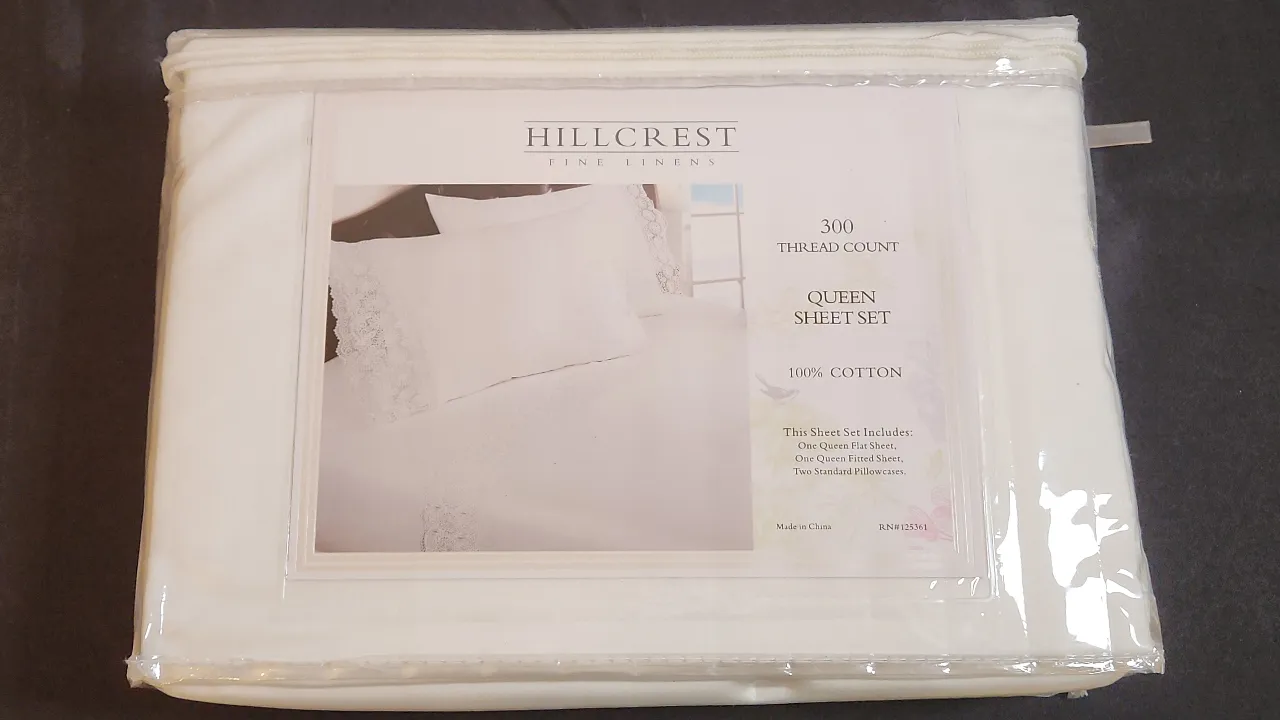 HILLCREST
FINE LINENS
300
THREAD COUNT
QUEEN
SHEET SET
100% COTTON
This Sheet Set Includes:
One Queen Flat Sheet,
One Queen Fitted Sheet,
Two Standard Pillowcases.
Made in China RN#125361